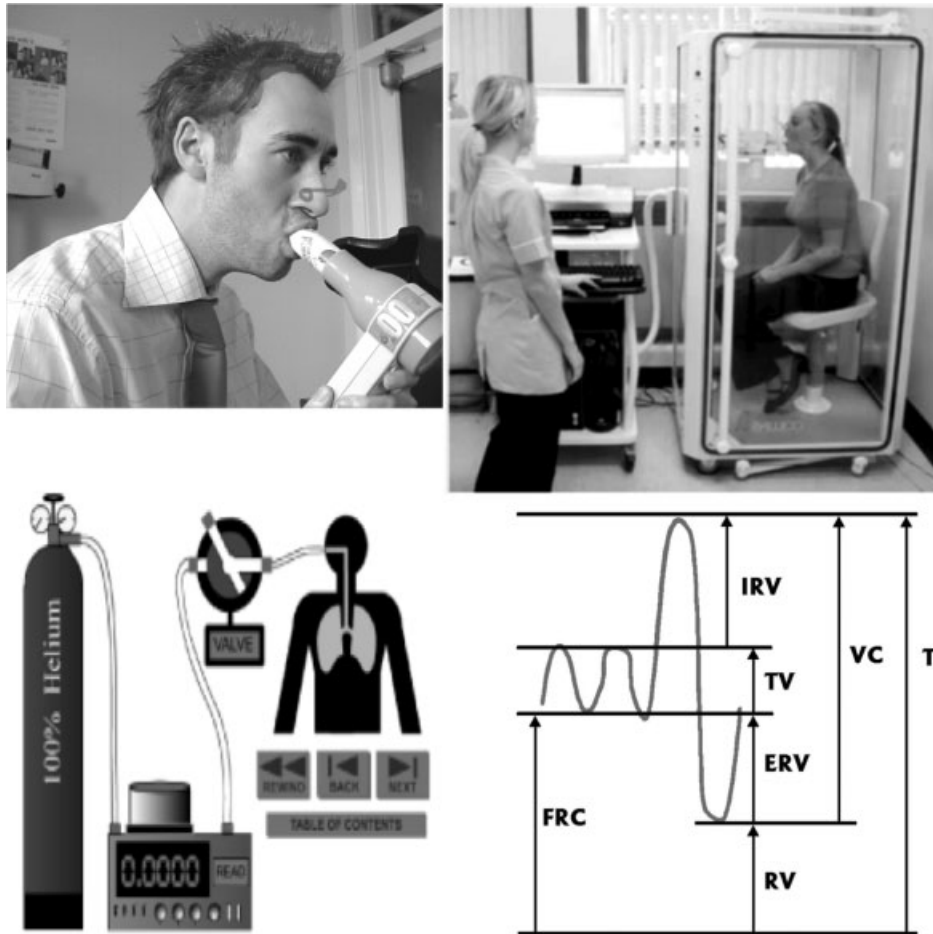 100% Helium
VALVE
REWIND
BACK
NEXT
TABLE OF CONTENTS
0.0000
READ
IRV
VC
T
TV
ERV
FRC
RV